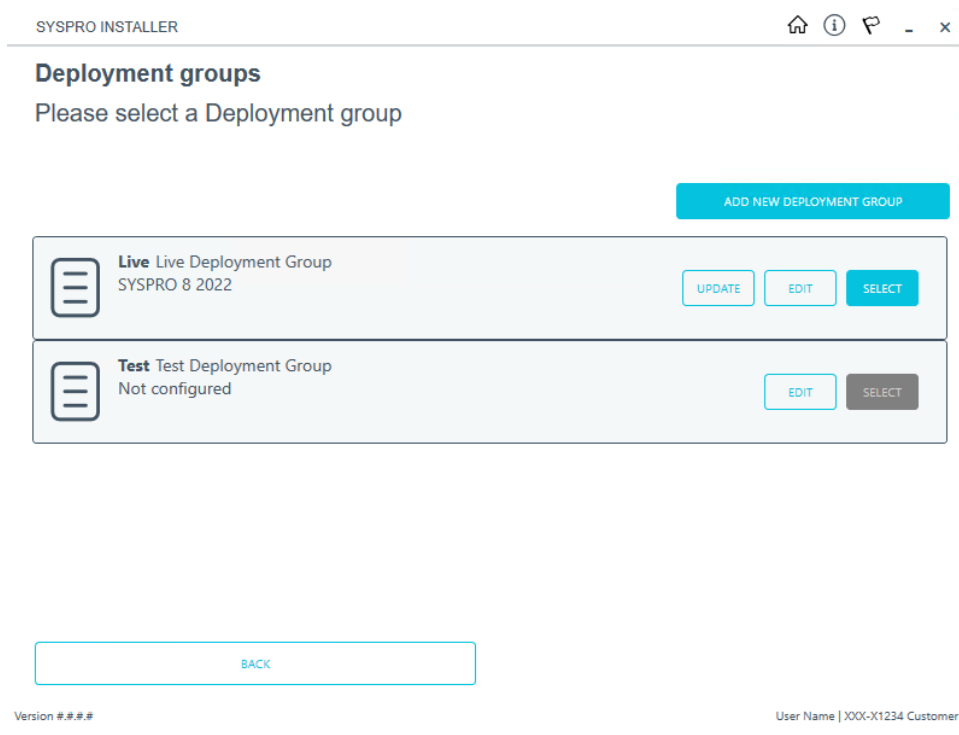 SYSPRO INSTALLER
Deployment groups
Please select a Deployment group
ADD NEW DEPLOYMENT GROUP
Live Live Deployment Group
SYSPRO 8 2022
UPDATE EDIT SELECT
Test Test Deployment Group
Not configured
EDIT SELECT
BACK
Version #.#.#.# User Name | XXX-X1234 Customer